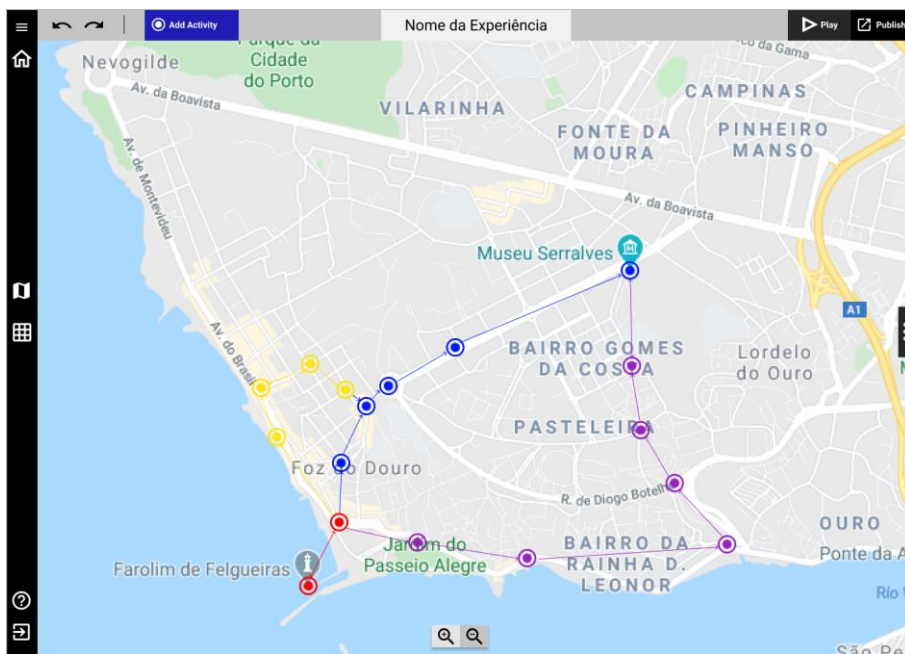 Add Activity
Nome da Experiência
Play
Publish
Parque da
Cidade
do Porto
Nevogilde
Av. da Boavista
VILARINHA
CAMPINAS
FONTE DA
MOURA
PINHEIRO
MANSO
Av. de Montevideu
Av. da Boavista
Museu Serralves
M
A1
Av. do Brasil
BAIRRO GOMES
DA COSTA
Lordelo
do Ouro
PASTELEIRA
Foz do Douro
R. de Diogo Botelho
OURO
Jardim do
Passeio Alegre
BAIRRO DA
RAINHA D.
LEONOR
Ponte da A
Farolim de Felgueiras
Río
São Pe